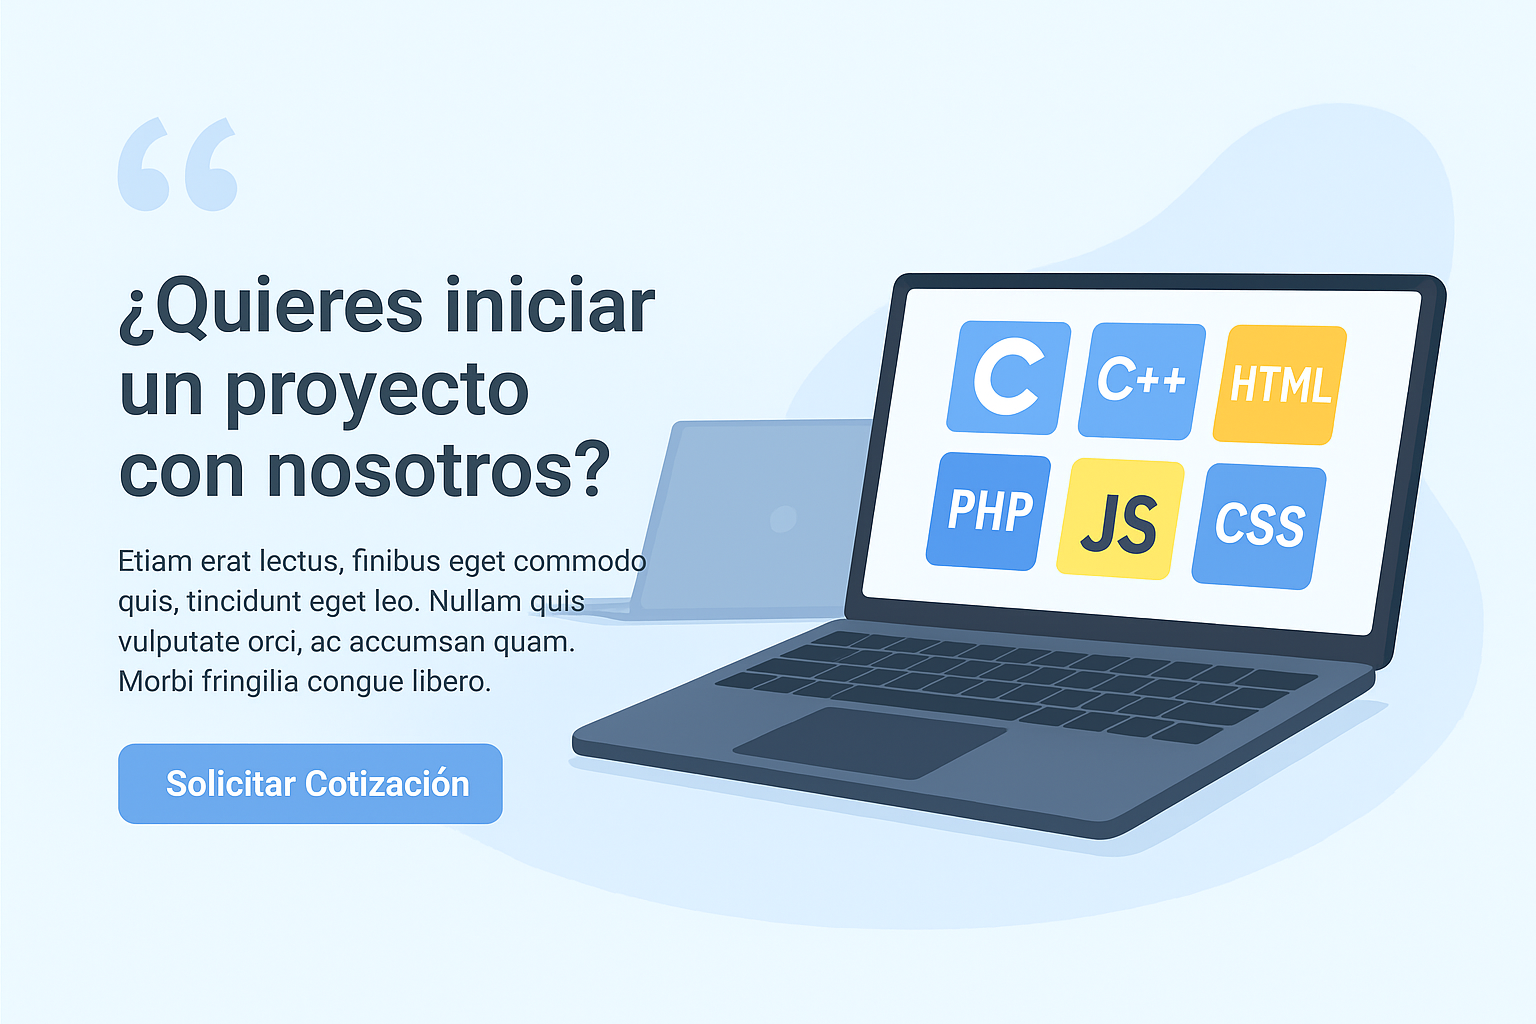 “
¿Quieres iniciar
un proyecto
con nosotros?
Etiam erat lectus, finibus eget commodo
quis, tincidunt eget leo. Nullam quis
vulputate orci, ac accumsan quam.
Morbi fringilia congue libero.
Solicitar Cotización
C C++ HTML
PHP JS CSS